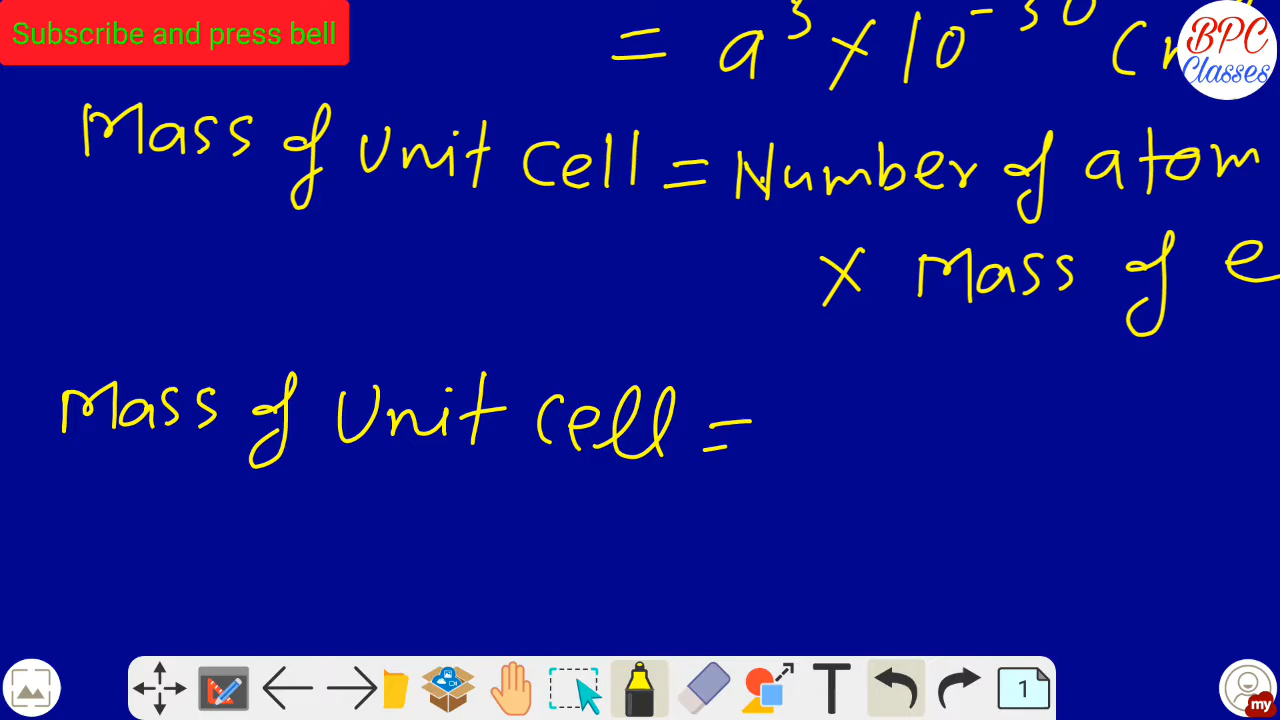 Subscribe and press bell
= a³ × 10⁻³⁰
BPC
Classes
Mass of Unit Cell = Number of atom
× Mass of e
Mass of Unit Cell =
T
1
my